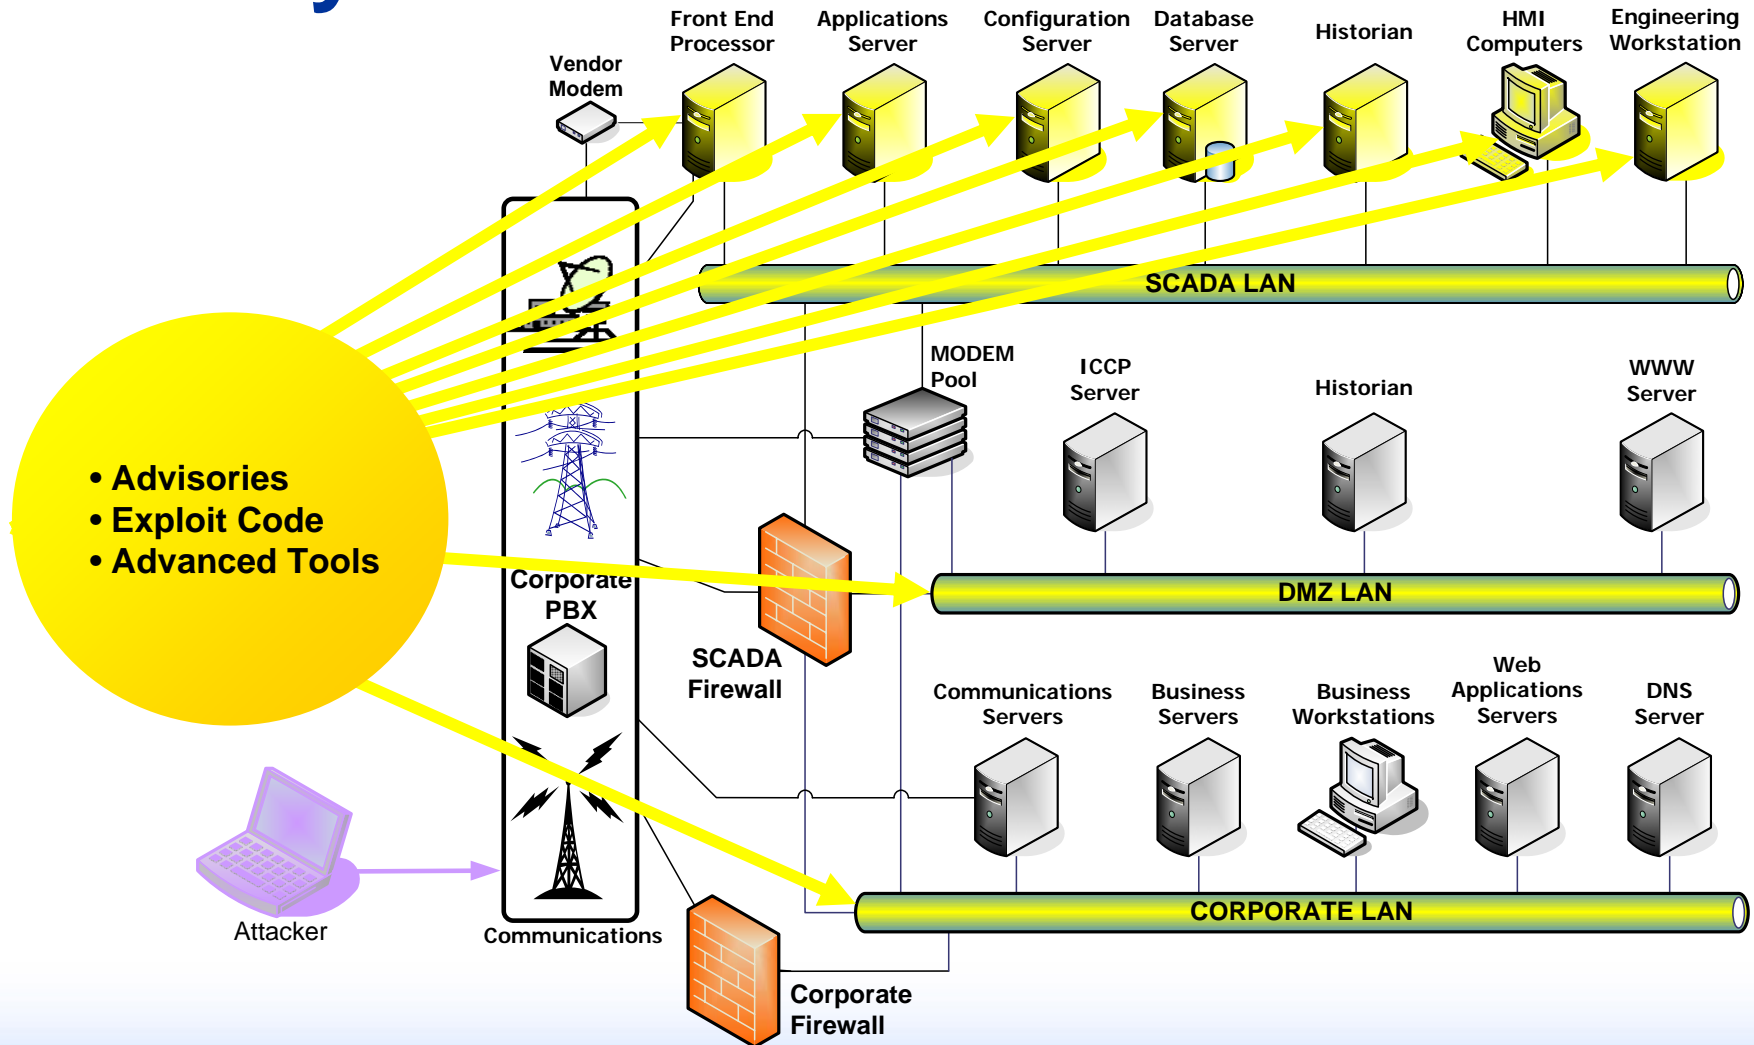 Front End
Processor
Applications
Server
Configuration
Server
Database
Server
Historian
HMI
Computers
Engineering
Workstation
Vendor
Modem
SCADA LAN
MODEM
Pool
ICCP
Server
Historian
WWW
Server
• Advisories
• Exploit Code
• Advanced Tools
DMZ LAN
Corporate
PBX
SCADA
Firewall
Communications
Servers
Business
Servers
Business
Workstations
Web
Applications
Servers
DNS
Server
CORPORATE LAN
Attacker
Communications
Corporate
Firewall